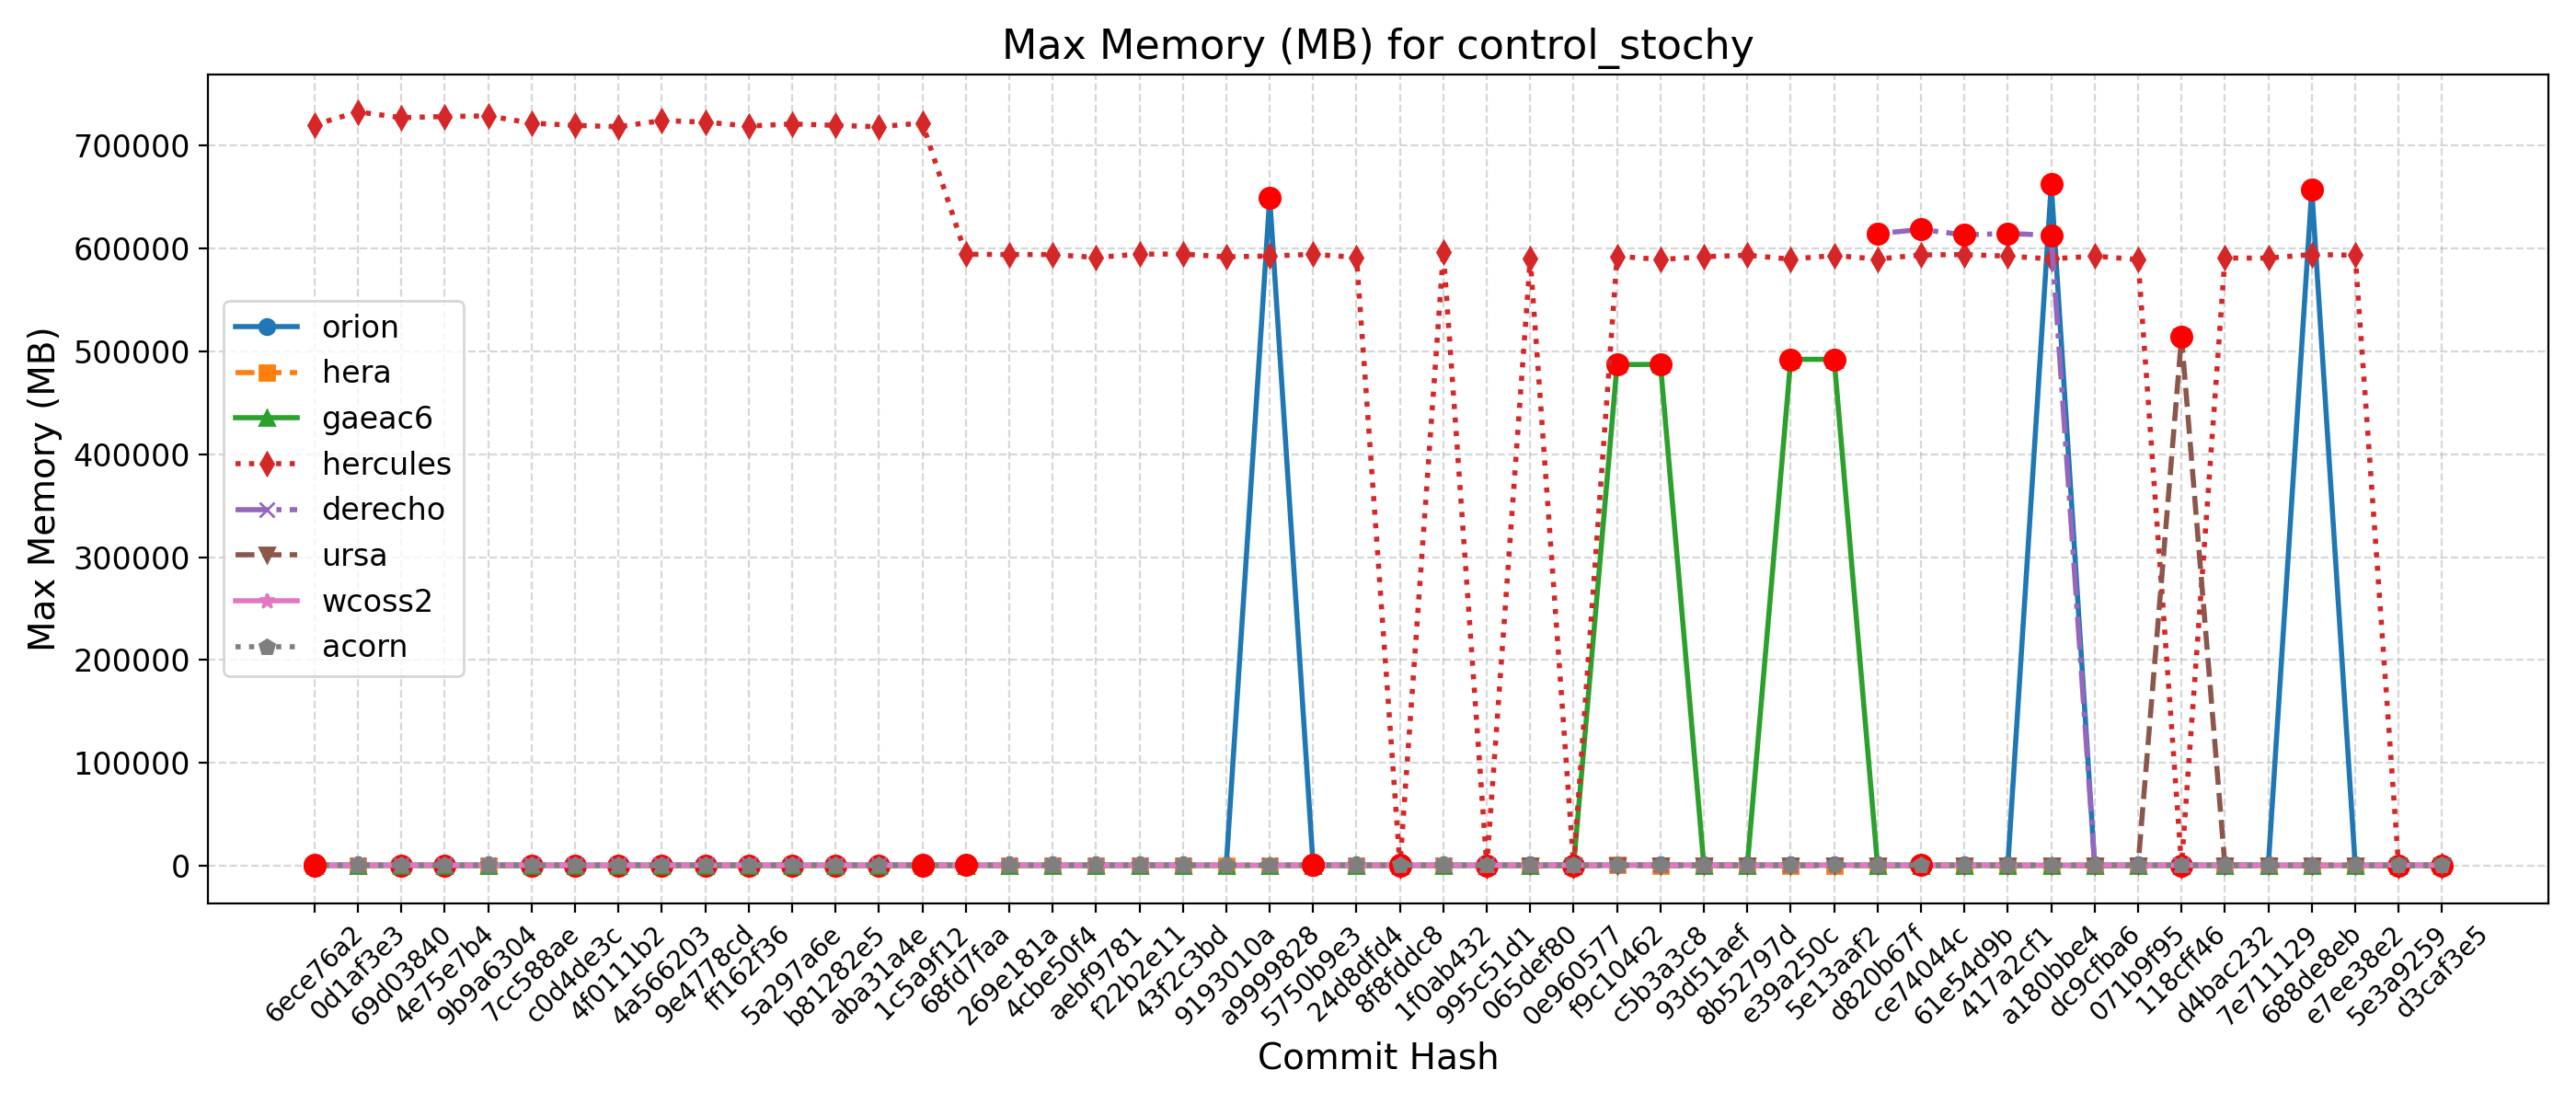 Max Memory (MB) for control_stochy
Max Memory (MB)
700000
600000
500000
400000
300000
200000
100000
0
orion
hera
gaeac6
hercules
derecho
ursa
wcoss2
acorn
6ece76a2
0d1af3e3
69d03840
4e75e7b4
9b9a6304
7cc588ae
c0d4de3c
4f0111b2
4a566203
9e4778cd
ff162f36
5a297a6e
b81282e5
aba31a4e
1c5a9f12
68fd7faa
269e181a
4cbe50f4
aebf9781
f22b2e11
43f2c3bd
9193010a
a9999828
5750b9e3
24d8dfd4
8f8fddc8
1f0ab432
995c51d1
065def80
0e960577
f9c10462
c5b3a3c8
93d51aef
8b52797d
e39a250c
5e13aaf2
d820b67f
ce74044c
61e54d9b
417a2cf1
a180bbe4
dc9cfba6
071b9f95
118cff46
d4bac232
7e711129
688de8eb
e7ee38e2
5e3a9259
d3caf3e5
Commit Hash